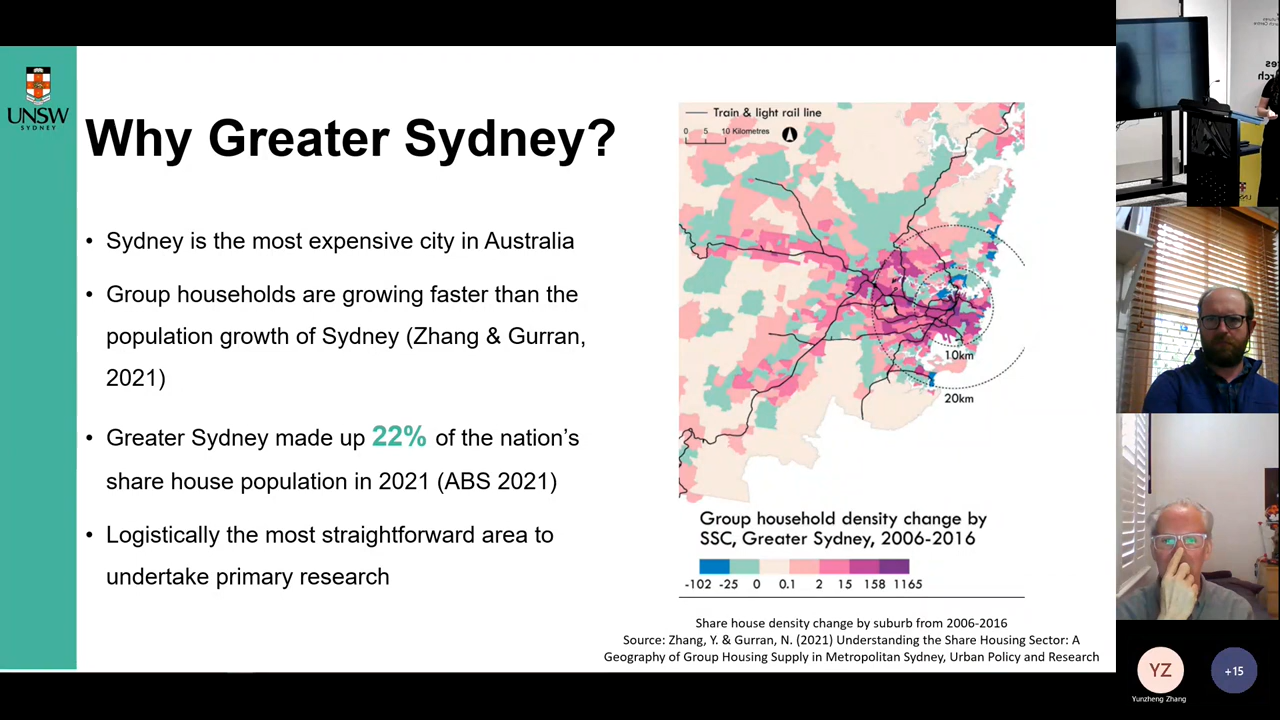 UNSW
SYDNEY
Why Greater Sydney?
• Sydney is the most expensive city in Australia
• Group households are growing faster than the
population growth of Sydney (Zhang & Gurran,
2021)
• Greater Sydney made up 22% of the nation's
share house population in 2021 (ABS 2021)
• Logistically the most straightforward area to
undertake primary research
Train & light rail line
0 5 10 Kilometres
10km
20km
Group household density change by
SSC, Greater Sydney, 2006-2016
-102 -25 0 0.1 2 15 158 1165
Share house density change by suburb from 2006-2016
Source: Zhang, Y. & Gurran, N. (2021) Understanding the Share Housing Sector: A
Geography of Group Housing Supply in Metropolitan Sydney, Urban Policy and Research
UNSW
YZ
Yunzheng Zhang
+15